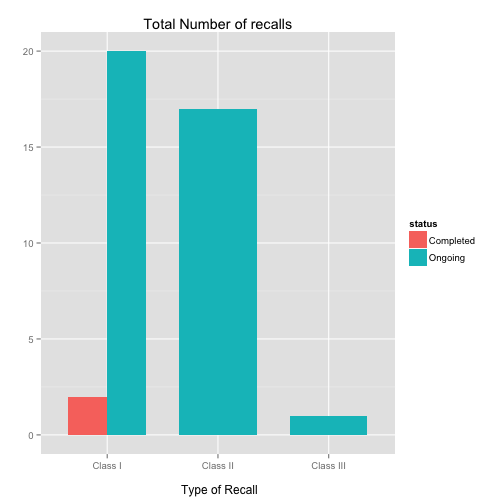 Total Number of recalls
20
15
10
5
0
Class I
Class II
Class III
Type of Recall
status
Completed
Ongoing